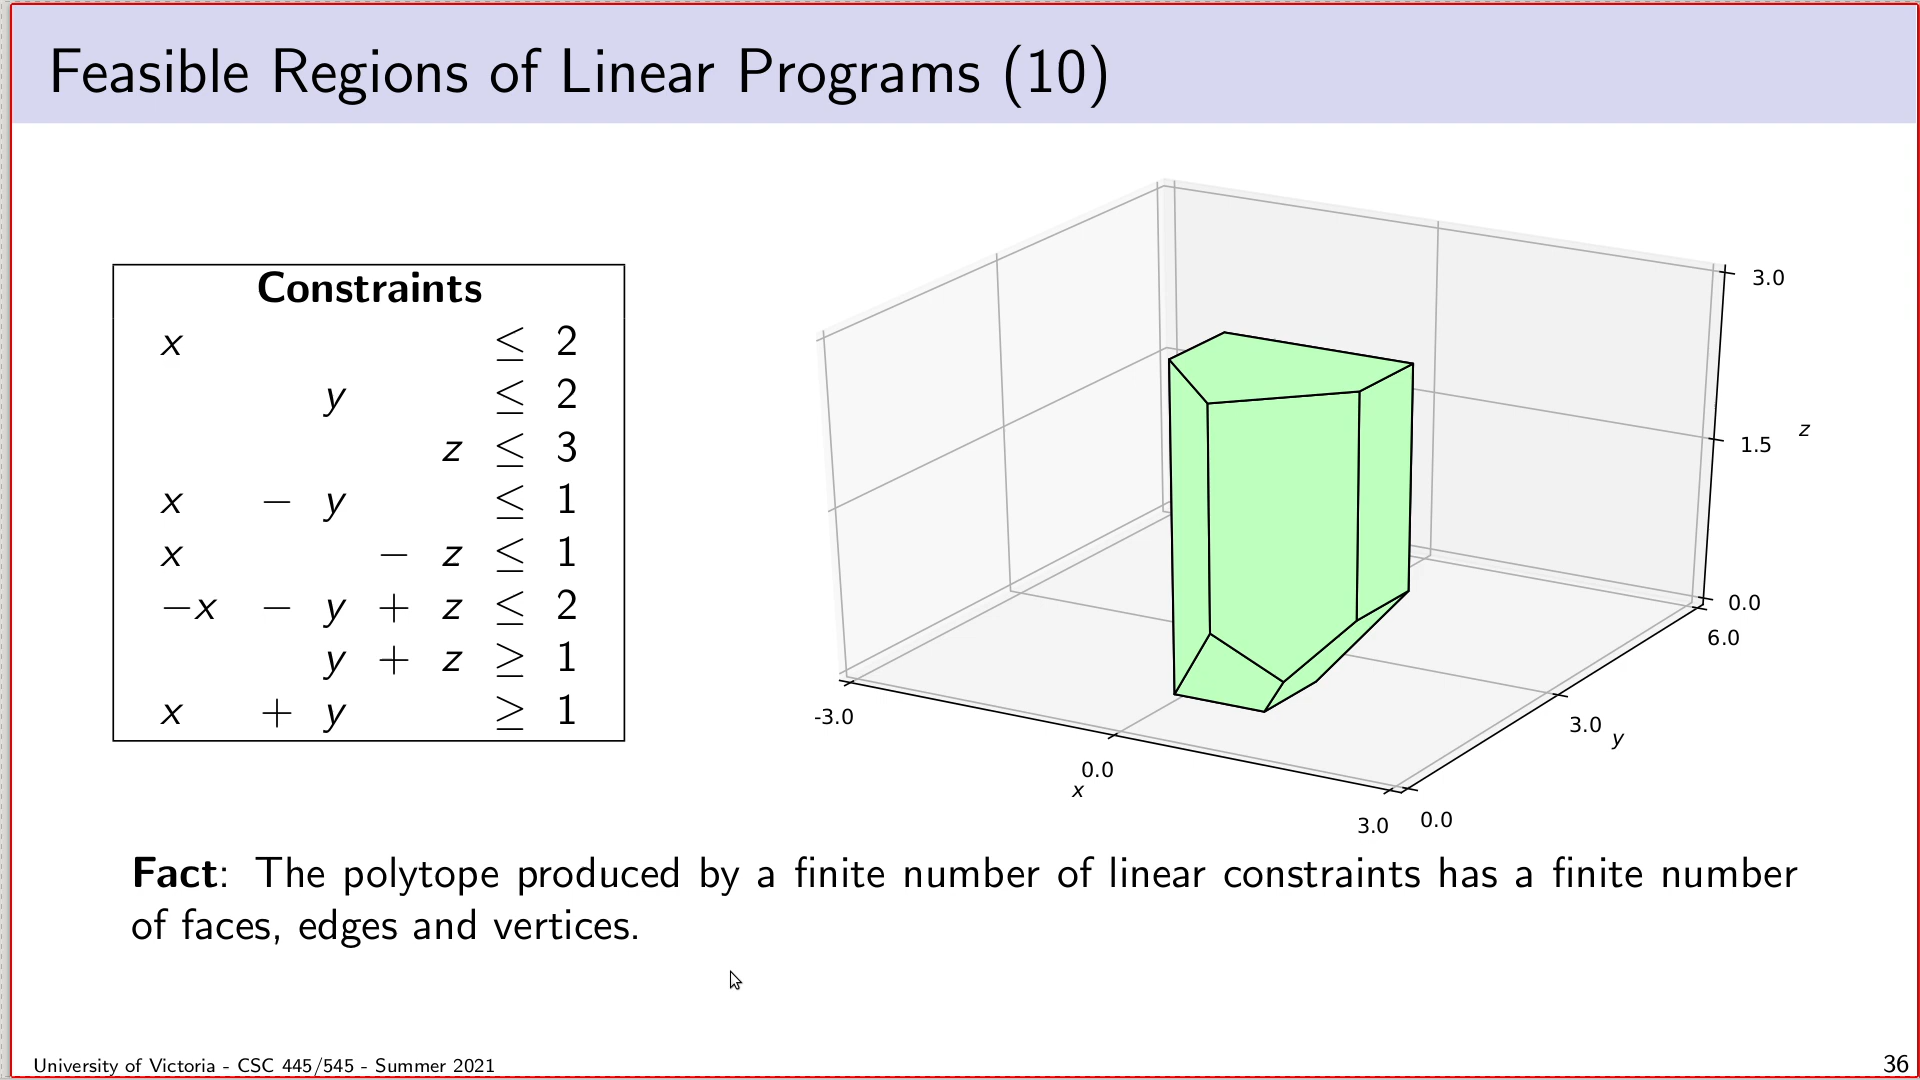 Feasible Regions of Linear Programs (10)
Constraints
x ≤ 2
y ≤ 2
z ≤ 3
x − y ≤ 1
x − z ≤ 1
−x − y + z ≤ 2
y + z ≥ 1
x + y ≥ 1
3.0
1.5
z
0.0
6.0
3.0
y
0.0
-3.0
0.0
x
3.0
Fact: The polytope produced by a finite number of linear constraints has a finite number
of faces, edges and vertices.
University of Victoria - CSC 445/545 - Summer 2021
36